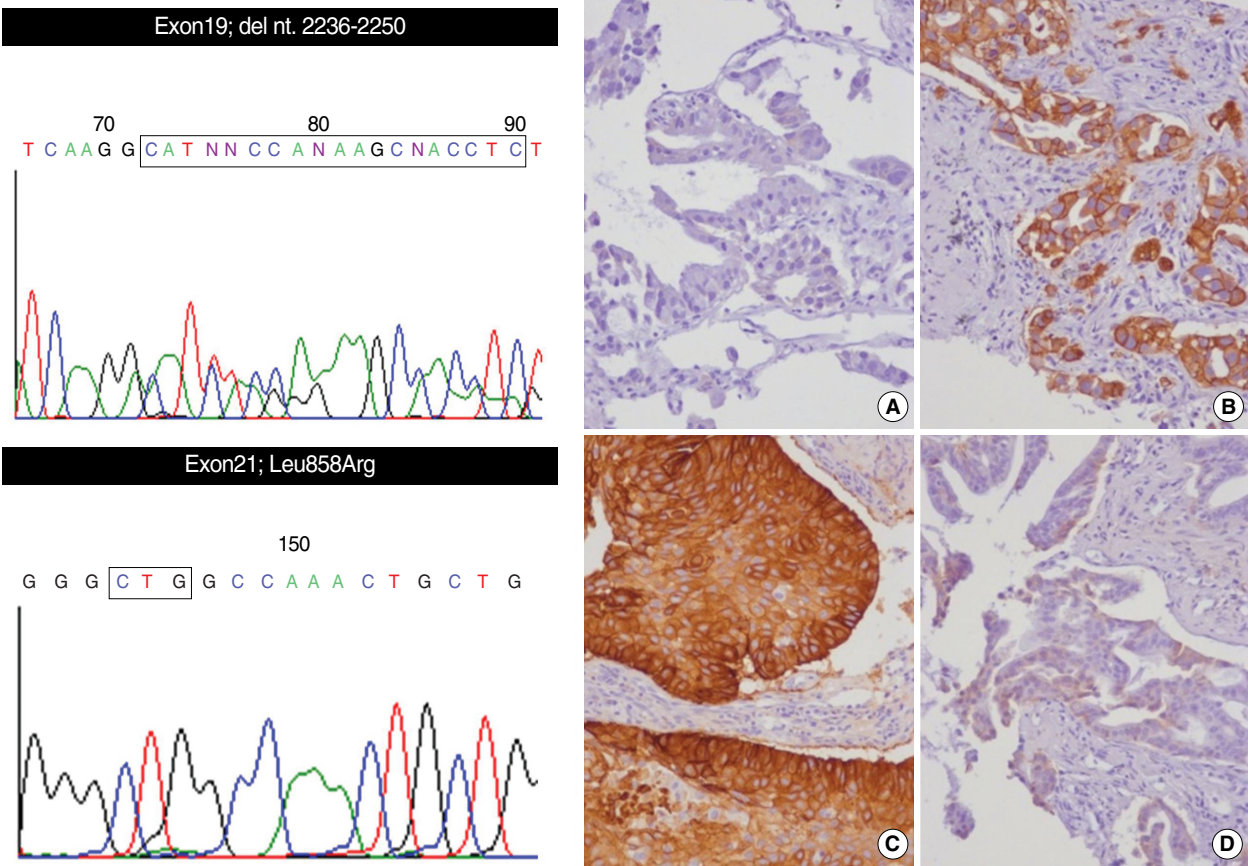 Exon19; del nt. 2236-2250
70 80 90
T C A A G G C A T N N C C A N A A G C N A C C T C T
Exon21; Leu858Arg
150
G G G C T G G C C A A A C T G C T G
A
B
C
D